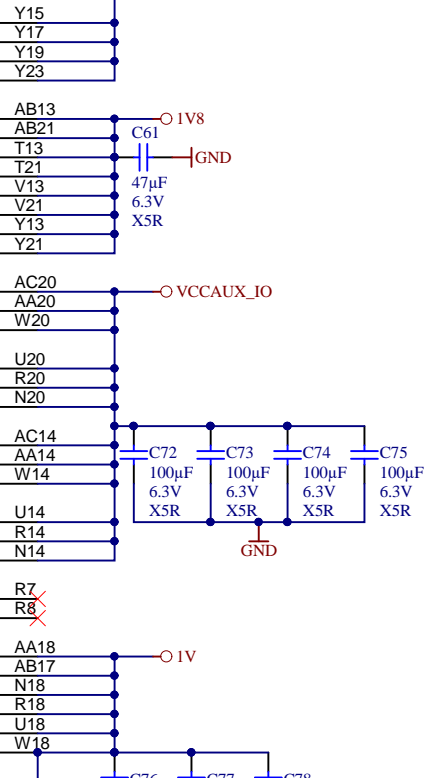 Y15
Y17
Y19
Y23
AB13 1V8
AB21 C61
T13 GND
T21
V13 47µF
V21 6.3V
Y13 X5R
Y21
AC20 VCCAUX_IO
AA20
W20
U20
R20
N20
AC14
AA14 C72 C73 C74 C75
W14 100µF 100µF 100µF 100µF
6.3V 6.3V 6.3V 6.3V
U14 X5R X5R X5R X5R
R14
N14 GND
R7
R8
AA18 1V
AB17
N18
R18
U18
W18
C76 C77 C78